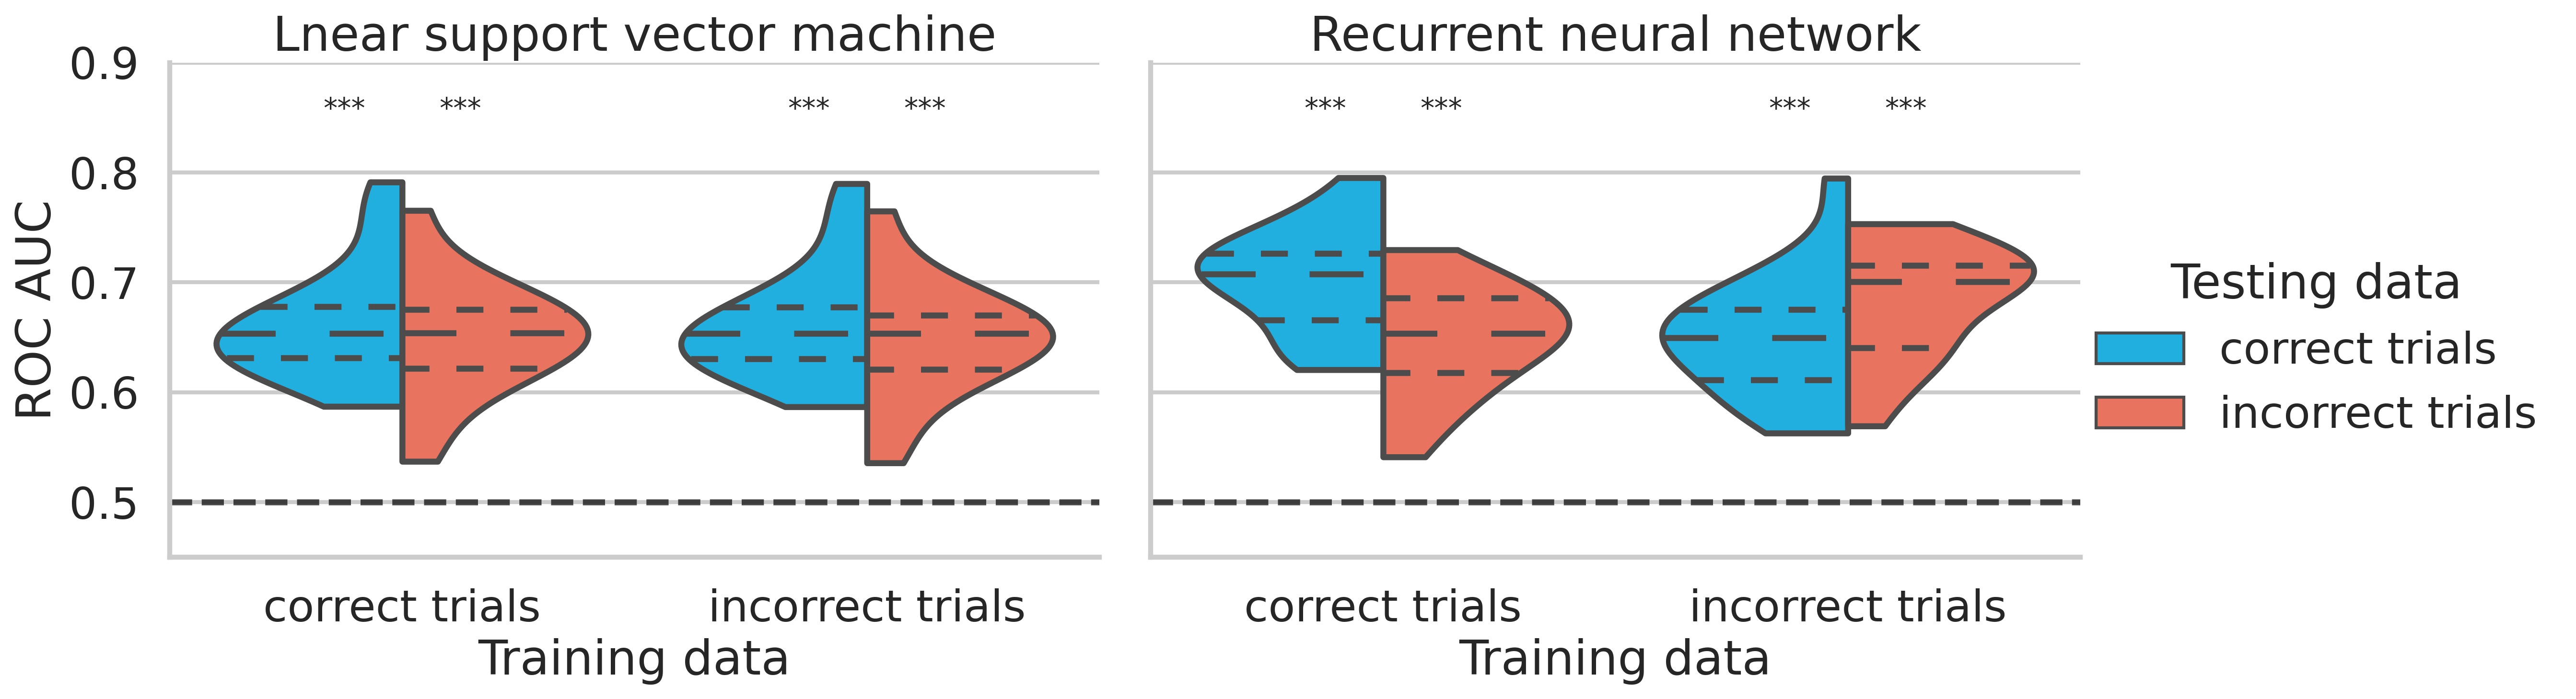 Lnear support vector machine
Recurrent neural network
ROC AUC
0.9
0.8
0.7
0.6
0.5
*** *** *** ***
*** *** *** ***
correct trials incorrect trials
Training data
correct trials incorrect trials
Training data
Testing data
correct trials
incorrect trials